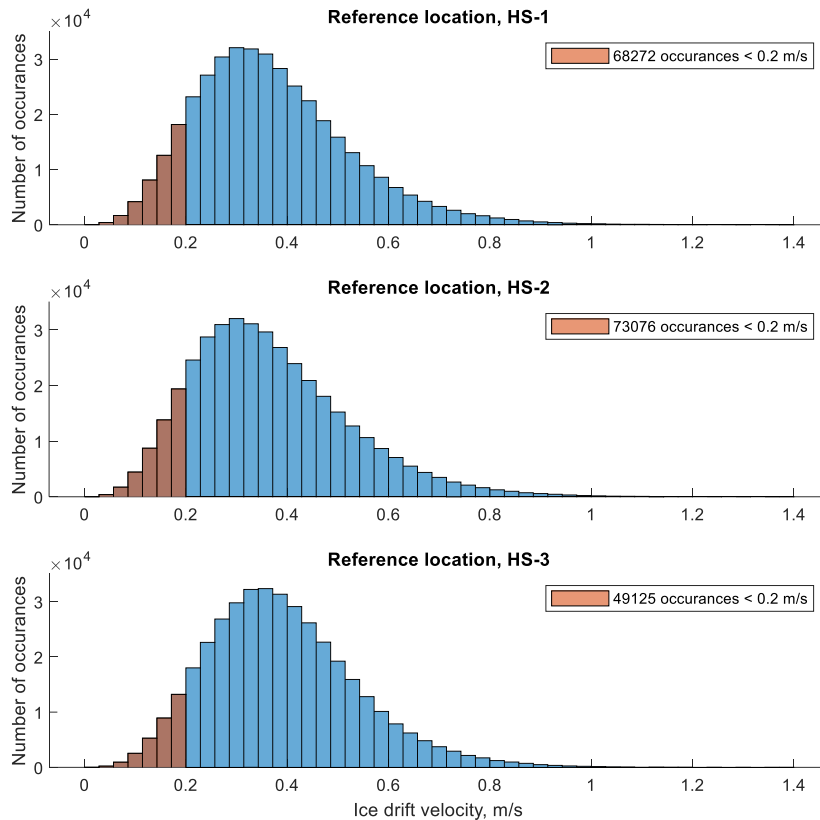 Reference location, HS-1
×10⁴
68272 occurances < 0.2 m/s
Number of occurances
3
2
1
0
0 0.2 0.4 0.6 0.8 1 1.2 1.4
Reference location, HS-2
×10⁴
73076 occurances < 0.2 m/s
Number of occurances
3
2
1
0
0 0.2 0.4 0.6 0.8 1 1.2 1.4
Reference location, HS-3
×10⁴
49125 occurances < 0.2 m/s
Number of occurances
3
2
1
0
0 0.2 0.4 0.6 0.8 1 1.2 1.4
Ice drift velocity, m/s